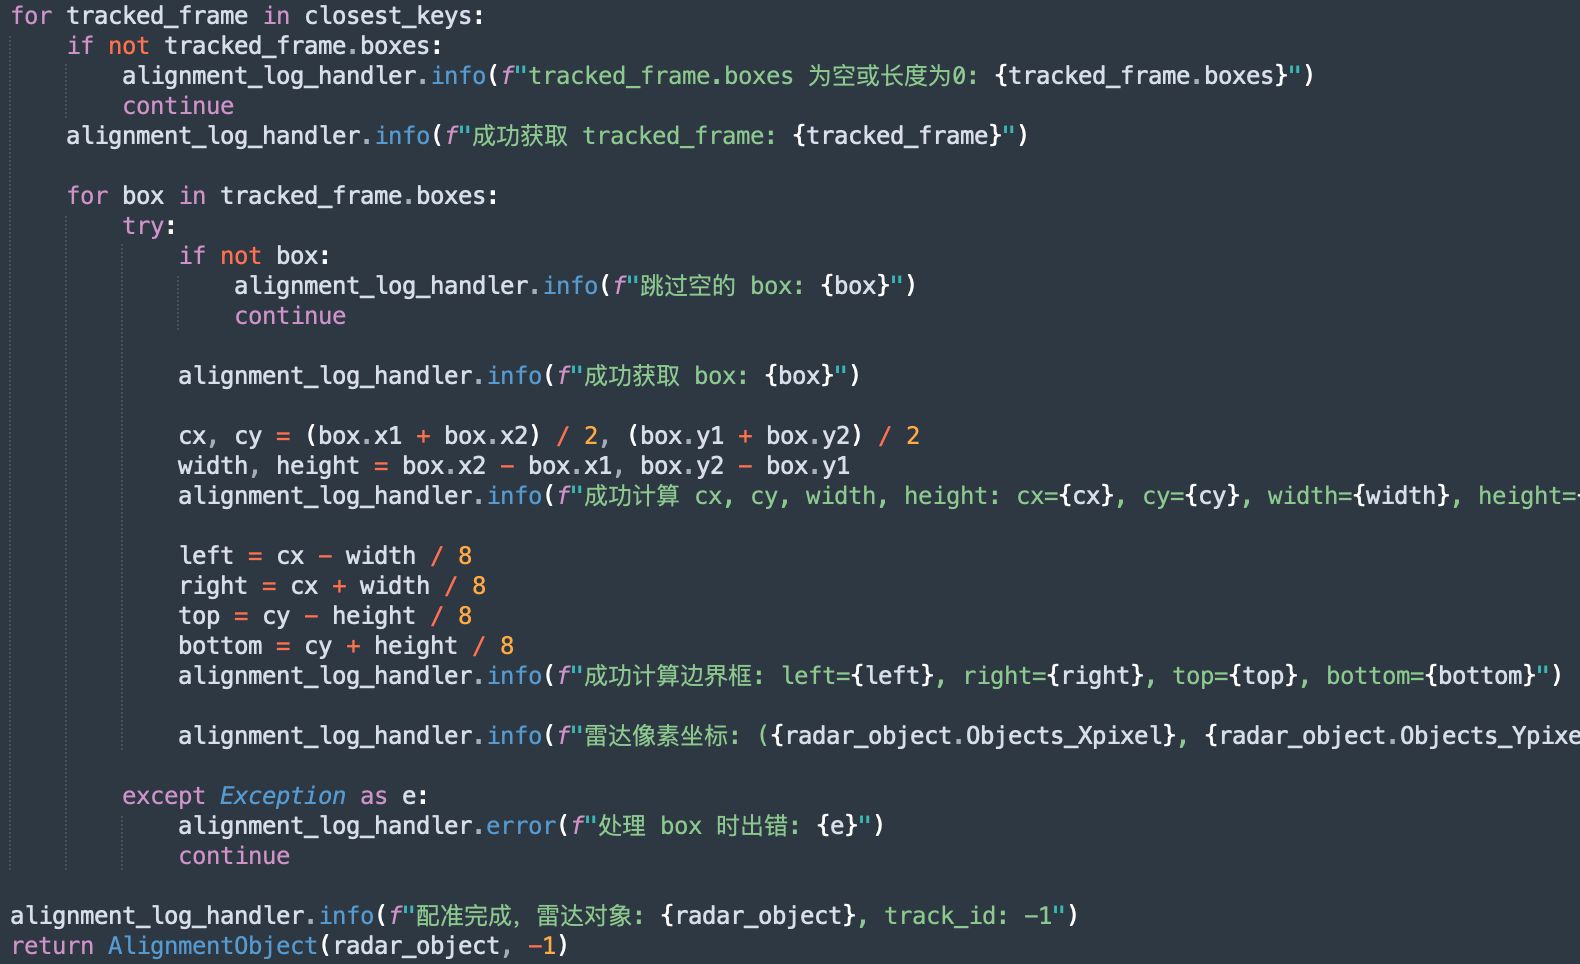 for tracked_frame in closest_keys:
    if not tracked_frame.boxes:
        alignment_log_handler.info(f"tracked_frame.boxes 为空或长度为0: {tracked_frame.boxes}")
        continue
    alignment_log_handler.info(f"成功获取 tracked_frame: {tracked_frame}")
    for box in tracked_frame.boxes:
        try:
            if not box:
                alignment_log_handler.info(f"跳过空的 box: {box}")
                continue
            alignment_log_handler.info(f"成功获取 box: {box}")
            cx, cy = (box.x1 + box.x2) / 2, (box.y1 + box.y2) / 2
            width, height = box.x2 - box.x1, box.y2 - box.y1
            alignment_log_handler.info(f"成功计算 cx, cy, width, height: cx={cx}, cy={cy}, width={width}, height=
            left = cx - width / 8
            right = cx + width / 8
            top = cy - height / 8
            bottom = cy + height / 8
            alignment_log_handler.info(f"成功计算边界框: left={left}, right={right}, top={top}, bottom={bottom}")
            alignment_log_handler.info(f"雷达像素坐标: ({radar_object.Objects_Xpixel}, {radar_object.Objects_Ypixe
        except Exception as e:
            alignment_log_handler.error(f"处理 box 时出错: {e}")
            continue
alignment_log_handler.info(f"配准完成，雷达对象: {radar_object}, track_id: -1")
return AlignmentObject(radar_object, -1)